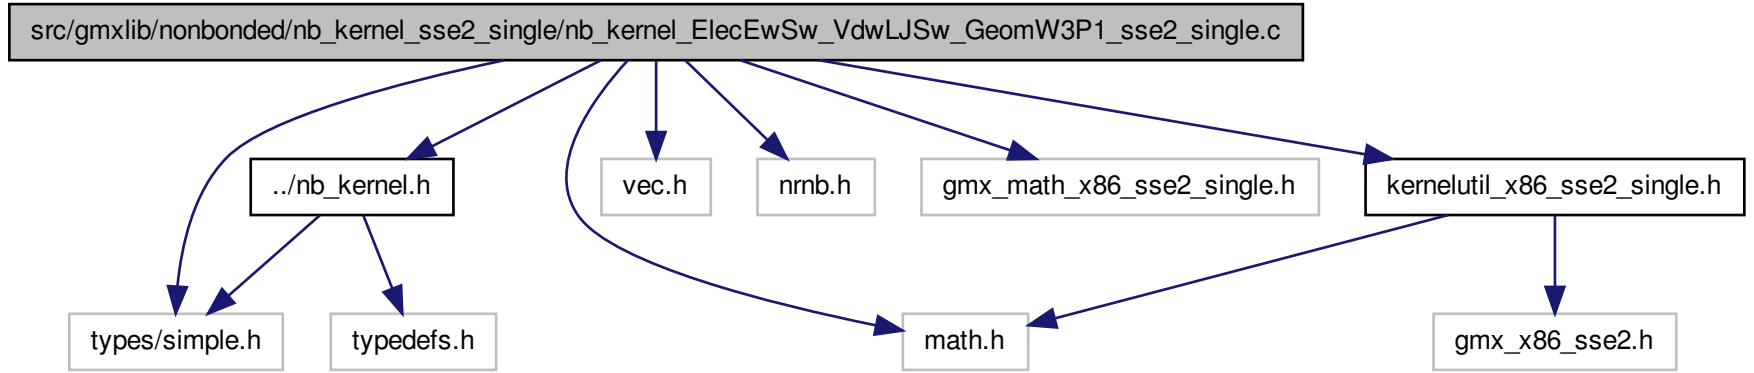 src/gmxlib/nonbonded/nb_kernel_sse2_single/nb_kernel_ElecEwSw_VdwLJSw_GeomW3P1_sse2_single.c
../nb_kernel.h
vec.h
nrnb.h
gmx_math_x86_sse2_single.h
kernelutil_x86_sse2_single.h
types/simple.h
typedefs.h
math.h
gmx_x86_sse2.h